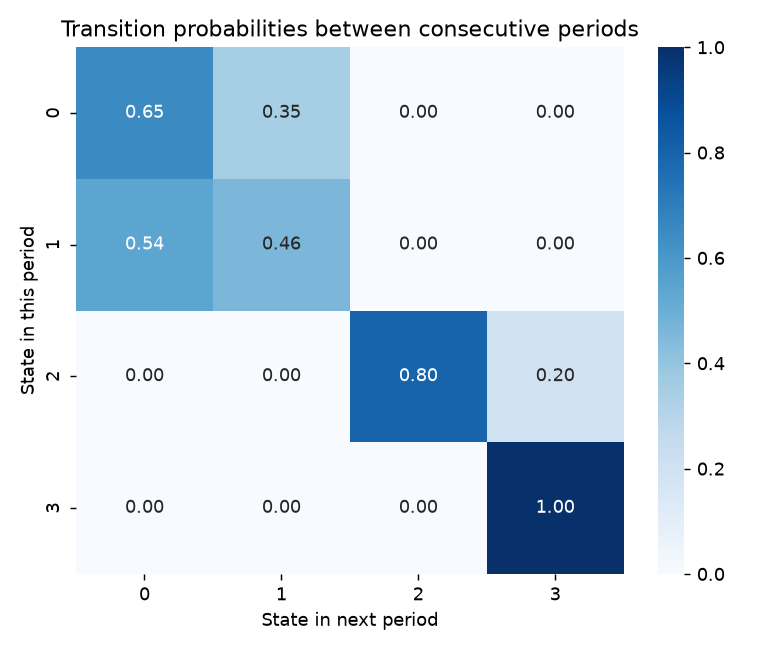 Transition probabilities between consecutive periods
State in this period
0 0.65 0.35 0.00 0.00
1 0.54 0.46 0.00 0.00
2 0.00 0.00 0.80 0.20
3 0.00 0.00 0.00 1.00
0 1 2 3
State in next period
1.0
0.8
0.6
0.4
0.2
0.0